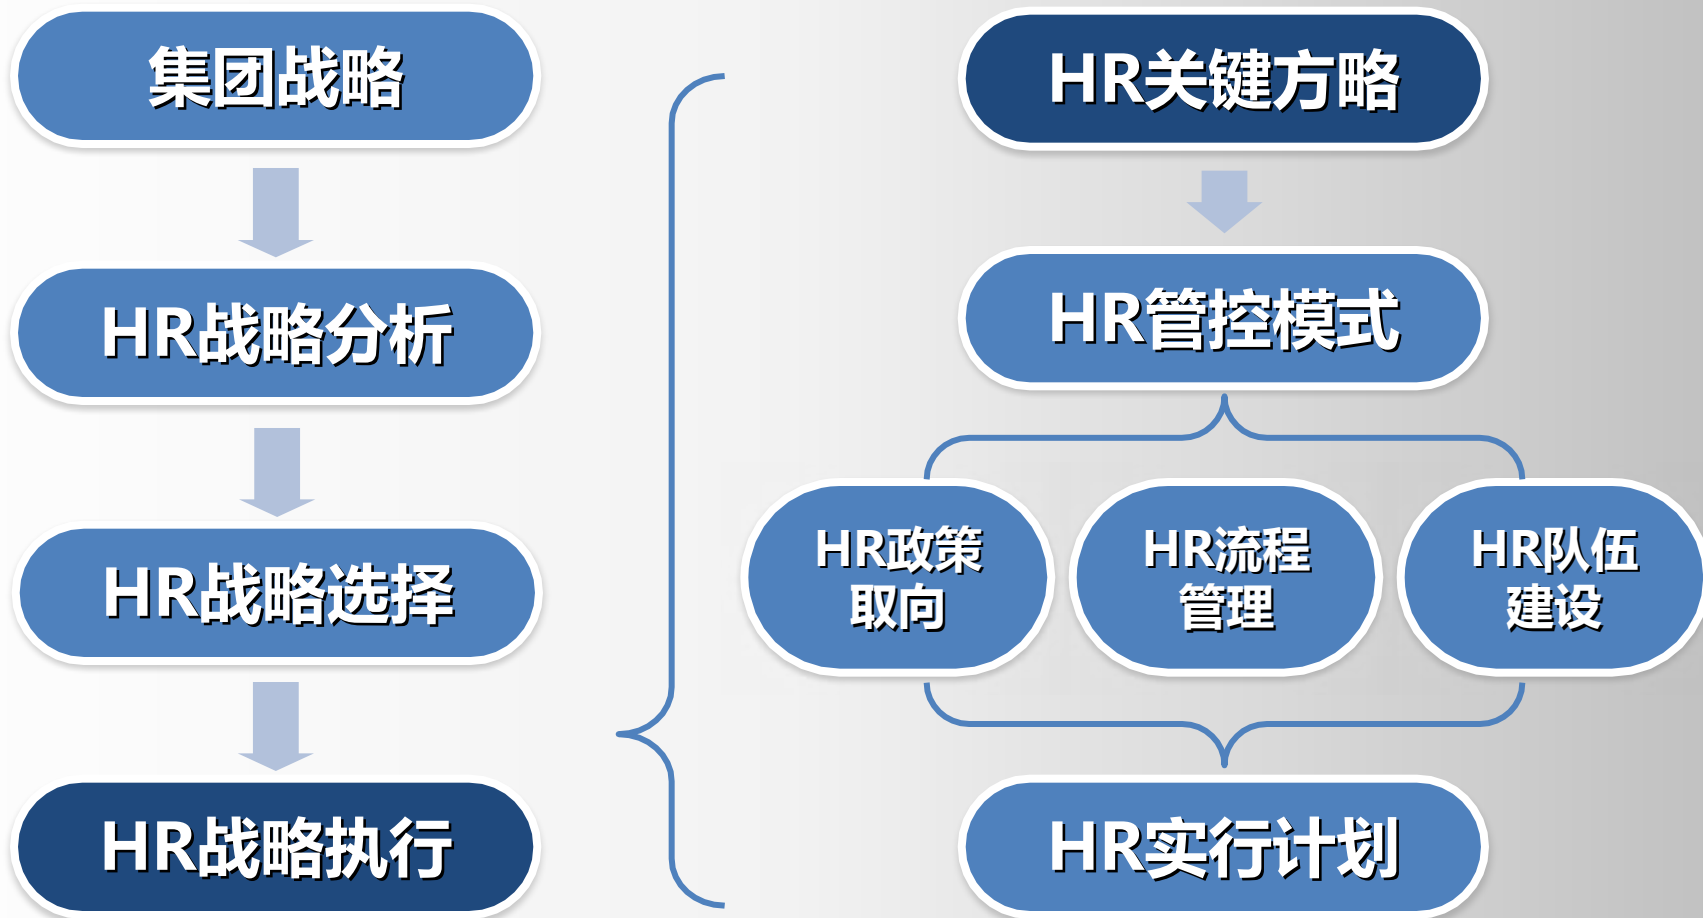 集团战略
HR战略分析
HR战略选择
HR战略执行
HR关键方略
HR管控模式
HR政策
取向
HR流程
管理
HR队伍
建设
HR实行计划